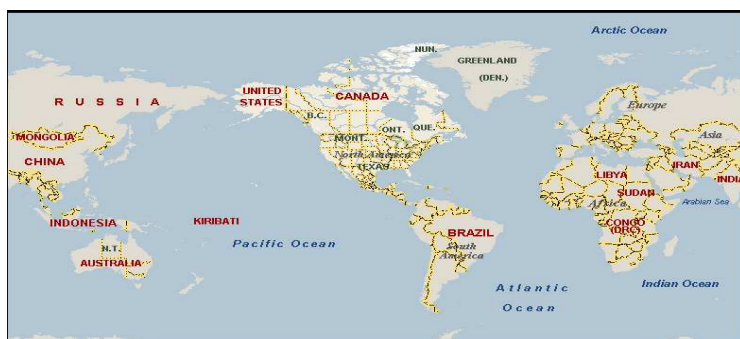 Arctic Ocean
NUN.
GREENLAND
(DEN.)
UNITED
STATES
CANADA
RUSSIA
Europe
B.C.
ONT.
QUE.
MONT.
MONGOLIA
Asia
North America
CHINA
TEXAS
LIBYA
IRAN
INDI
SUDAN
Africa
Arabian Sea
INDONESIA
KIRIBATI
BRAZIL
CONGO
(DRC)
Pacific Ocean
N.T.
South
America
AUSTRALIA
Indian Ocean
Atlantic
Ocean